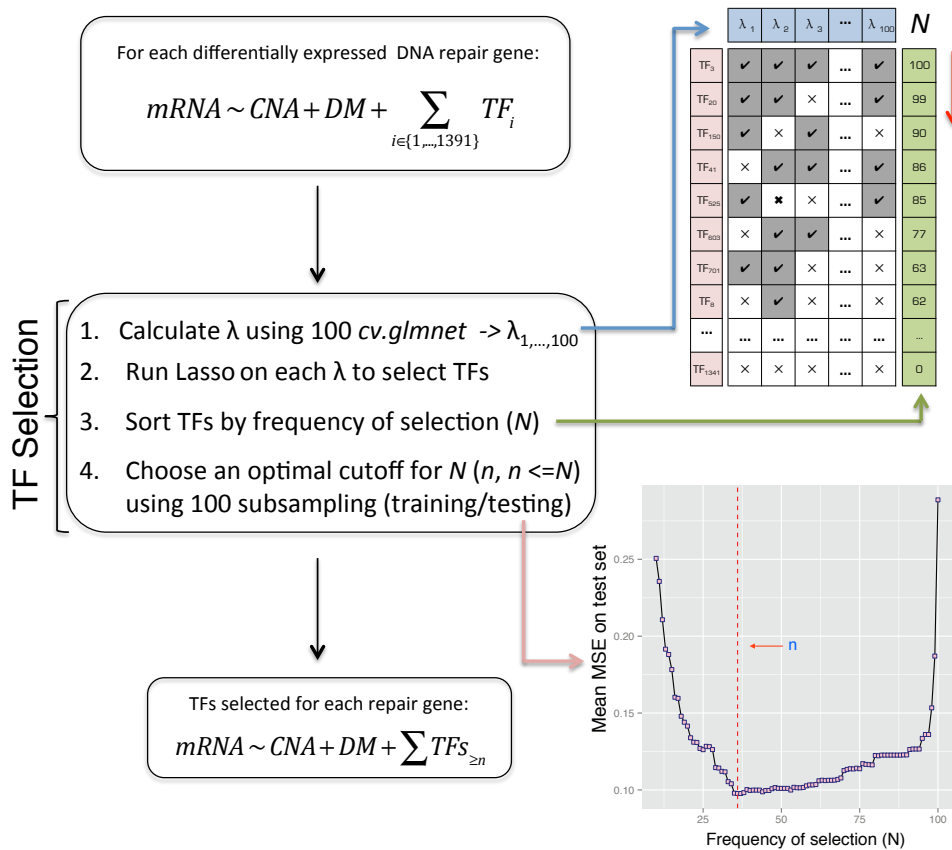 For each differentially expressed DNA repair gene:
mRNA ~ CNA + DM + ∑ TF_i
i∈{1,...,1391}
TF Selection
1. Calculate λ using 100 cv.glmnet -> λ_1,...,100
2. Run Lasso on each λ to select TFs
3. Sort TFs by frequency of selection (N)
4. Choose an optimal cutoff for N (n, n <=N)
using 100 subsampling (training/testing)
TFs selected for each repair gene:
mRNA ~ CNA + DM + ∑ TFs_≥n
λ_1 λ_2 λ_3 ... λ_100 N
TF_3 ✔ ✔ ✔ ... ✔ 100
TF_20 ✔ ✔ × ... ✔ 99
TF_150 ✔ × ✔ ... × 90
TF_41 × ✔ ✔ ... ✔ 86
TF_525 ✔ ✖ × ... ✔ 85
TF_603 × ✔ ✔ ... × 77
TF_701 ✔ ✔ × ... × 63
TF_8 × ✔ × ... × 62
... ... ... ... ... ... ...
TF_1341 × × × ... × 0
Mean MSE on test set
0.25
0.20
0.15
0.10
n
25 50 75 100
Frequency of selection (N)